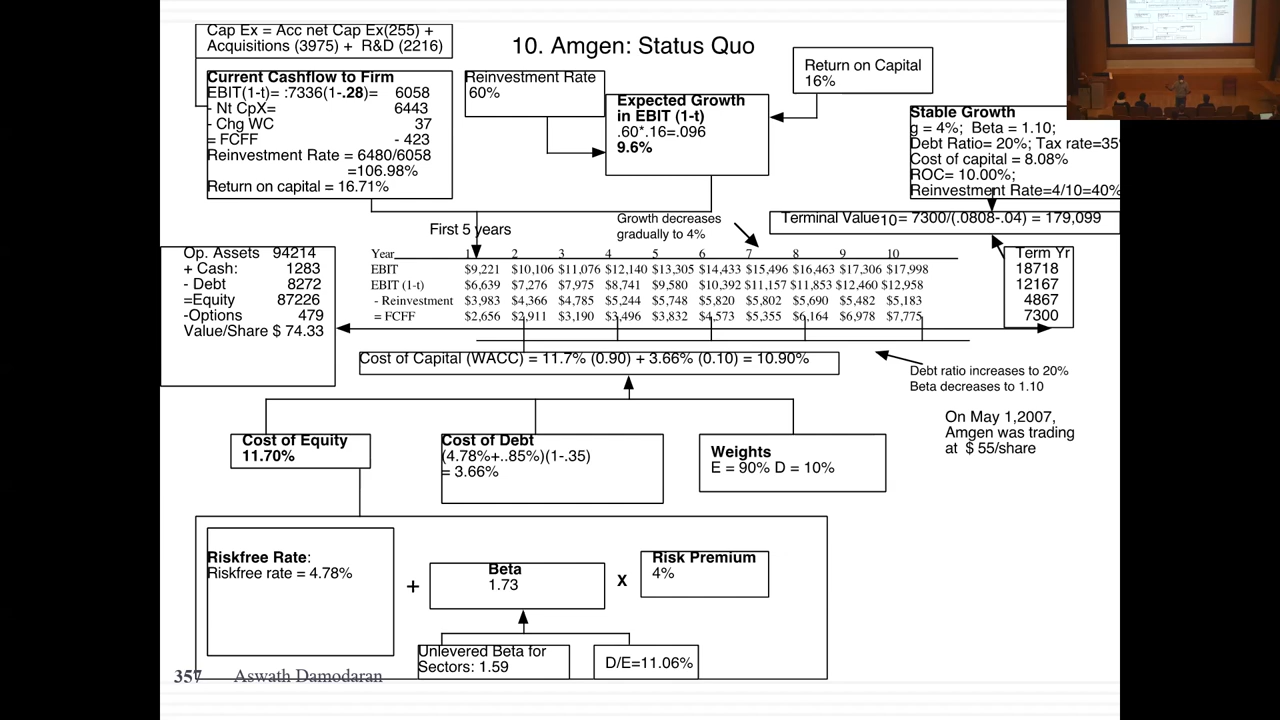 Cap Ex = Acc net Cap Ex(255) +
Acquisitions (3975) + R&D (2216)
10. Amgen: Status Quo
Current Cashflow to Firm
EBIT(1-t)= :7336(1-.28)= 6058
- Nt CpX= 6443
- Chg WC 37
= FCFF - 423
Reinvestment Rate = 6480/6058
=106.98%
Return on capital = 16.71%
Reinvestment Rate
60%
Expected Growth
in EBIT (1-t)
.60*.16=.096
9.6%
Return on Capital
16%
Stable Growth
g = 4%; Beta = 1.10;
Debt Ratio= 20%; Tax rate=35
Cost of capital = 8.08%
ROC= 10.00%;
Reinvestment Rate=4/10=40%
Terminal Value10= 7300/(.0808-.04) = 179,099
First 5 years
Growth decreases
gradually to 4%
Op. Assets 94214
+ Cash: 1283
- Debt 8272
=Equity 87226
-Options 479
Value/Share $ 74.33
Year 1 2 3 4 5 6 7 8 9 10
EBIT $9,221 $10,106 $11,076 $12,140 $13,305 $14,433 $15,496 $16,463 $17,306 $17,998
EBIT (1-t) $6,639 $7,276 $7,975 $8,741 $9,580 $10,392 $11,157 $11,853 $12,460 $12,958
- Reinvestment $3,983 $4,366 $4,785 $5,244 $5,748 $5,820 $5,802 $5,690 $5,482 $5,183
= FCFF $2,656 $2,911 $3,190 $3,496 $3,832 $4,573 $5,355 $6,164 $6,978 $7,775
Term Yr
18718
12167
4867
7300
Cost of Capital (WACC) = 11.7% (0.90) + 3.66% (0.10) = 10.90%
Debt ratio increases to 20%
Beta decreases to 1.10
On May 1,2007,
Amgen was trading
at $ 55/share
Cost of Equity
11.70%
Cost of Debt
(4.78%+..85%)(1-.35)
= 3.66%
Weights
E = 90% D = 10%
Riskfree Rate:
Riskfree rate = 4.78%
+
Beta
1.73
X
Risk Premium
4%
Unlevered Beta for
Sectors: 1.59
D/E=11.06%
357 Aswath Damodaran